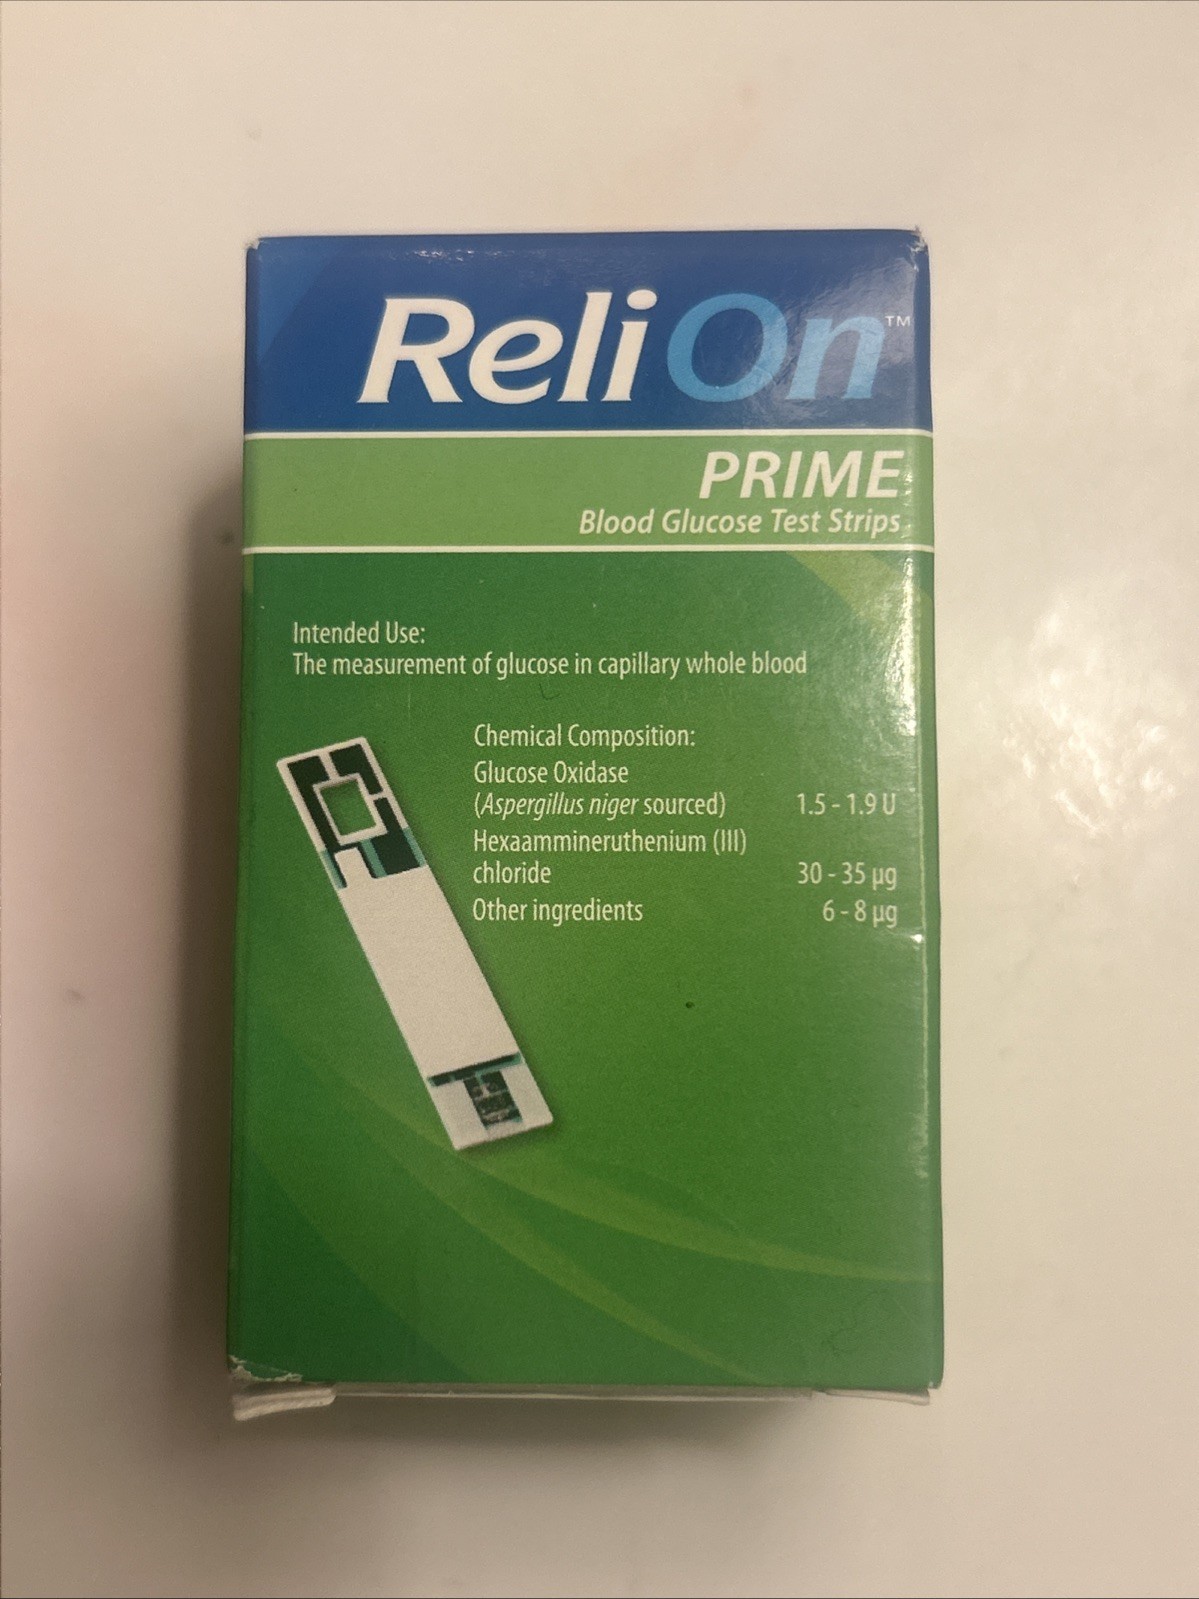 ReliOn™
PRIME
Blood Glucose Test Strips
Intended Use:
The measurement of glucose in capillary whole blood
Chemical Composition:
Glucose Oxidase
(Aspergillus niger sourced) 1.5 - 1.9 U
Hexaammineruthenium (III)
chloride 30 - 35 µg
Other ingredients 6 - 8 µg